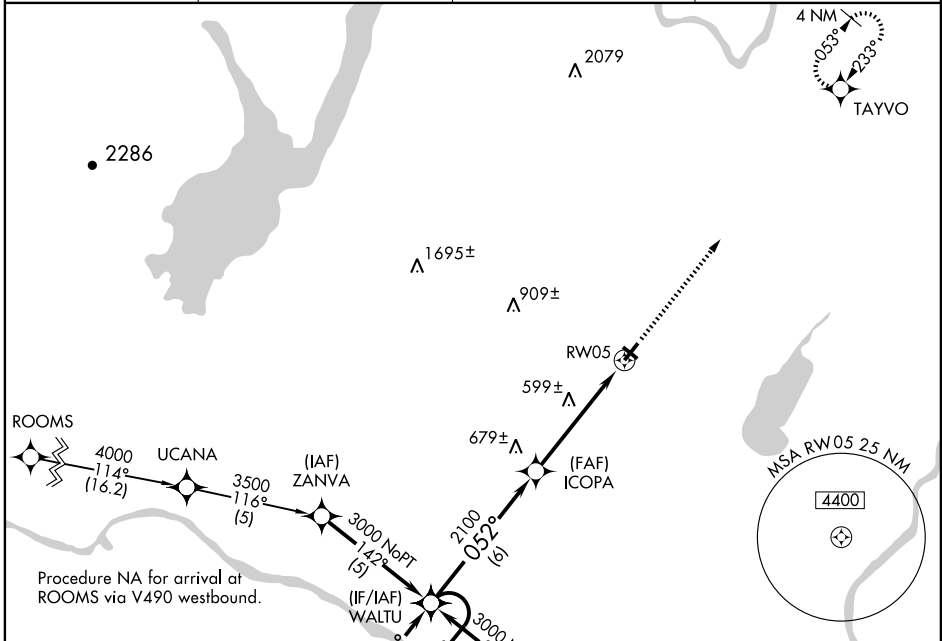 4 NM
053°
233°
TAYVO
2079
2286
1695±
909±
RW05
599±
679±
ROOMS
4000
114°
(16.2)
UCANA
3500
116°
(5)
(IAF)
ZANVA
3000 NoPT
142°
(5)
(FAF)
ICOPA
2100
052°
(6)
MSA RW05 25 NM
4400
Procedure NA for arrival at
ROOMS via V490 westbound.
(IF/IAF)
WALTU
3000